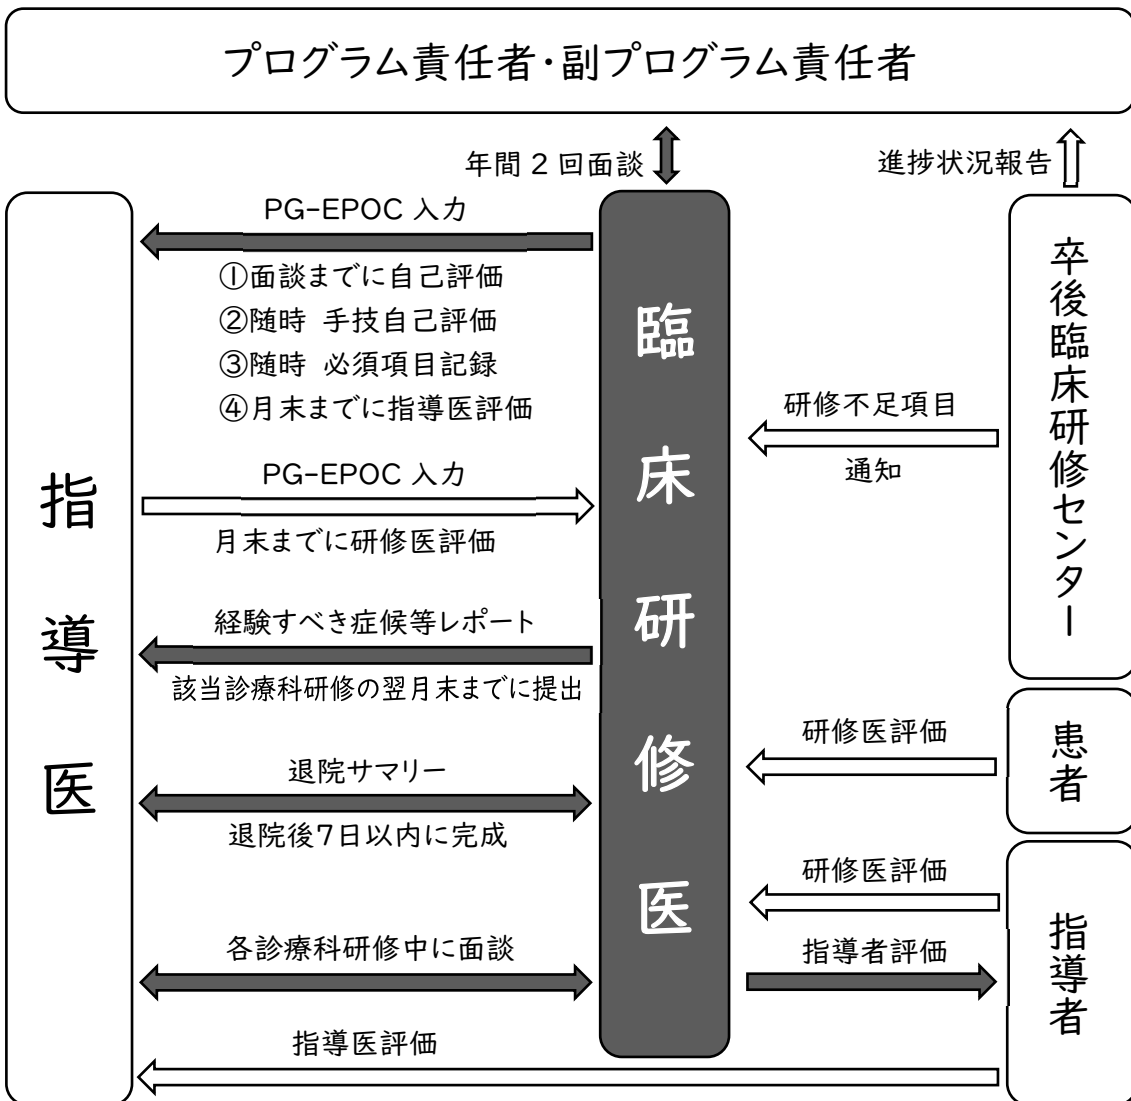 プログラム責任者・副プログラム責任者
年間2回面談
進捗状況報告
指導医
PG-EPOC 入力
①面談までに自己評価
②随時 手技自己評価
③随時 必須項目記録
④月末までに指導医評価
PG-EPOC 入力
月末までに研修医評価
経験すべき症候等レポート
該当診療科研修の翌月末までに提出
退院サマリー
退院後7日以内に完成
各診療科研修中に面談
指導医評価
臨床研修医
研修不足項目
通知
研修医評価
研修医評価
指導者評価
卒後臨床研修センター
患者
指導者